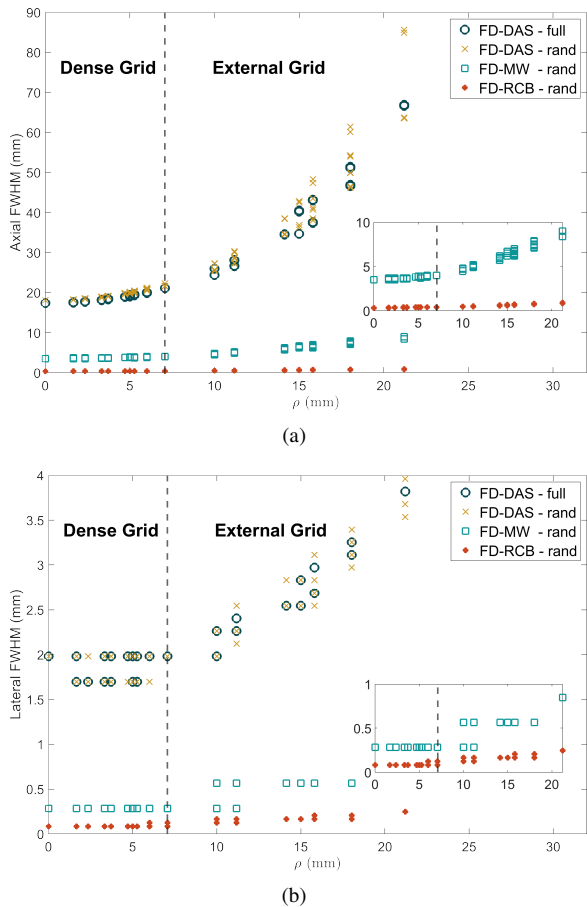 90
80
70
60
50
40
30
20
10
0
Axial FWHM (mm)
Dense Grid
External Grid
FD-DAS - full
FD-DAS - rand
FD-MW - rand
FD-RCB - rand
10
5
0
0 5 10 15 20
0 5 10 15 20 25 30
ρ (mm)
(a)
4
3.5
3
2.5
2
1.5
1
0.5
0
Lateral FWHM (mm)
Dense Grid
External Grid
FD-DAS - full
FD-DAS - rand
FD-MW - rand
FD-RCB - rand
1
0.5
0
0 5 10 15 20
0 5 10 15 20 25 30
ρ (mm)
(b)